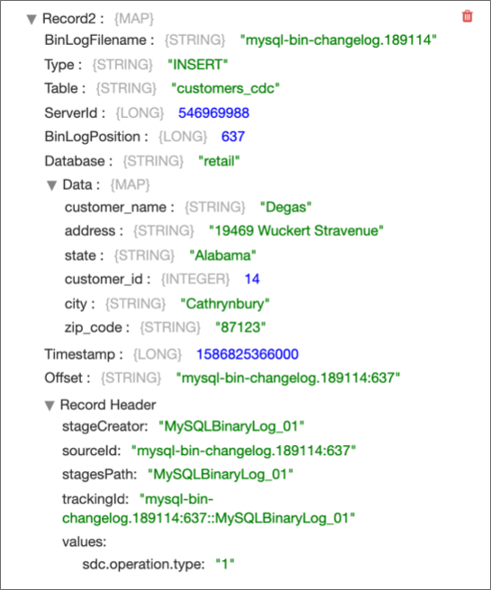 Record2 : {MAP}
BinLogFilename : {STRING} "mysql-bin-changelog.189114"
Type : {STRING} "INSERT"
Table : {STRING} "customers_cdc"
ServerId : {LONG} 546969988
BinLogPosition : {LONG} 637
Database : {STRING} "retail"
Data : {MAP}
customer_name : {STRING} "Degas"
address : {STRING} "19469 Wuckert Stravenue"
state : {STRING} "Alabama"
customer_id : {INTEGER} 14
city : {STRING} "Cathrynbury"
zip_code : {STRING} "87123"
Timestamp : {LONG} 1586825366000
Offset : {STRING} "mysql-bin-changelog.189114:637"
Record Header
stageCreator: "MySQLBinaryLog_01"
sourceId: "mysql-bin-changelog.189114:637"
stagesPath: "MySQLBinaryLog_01"
trackingId: "mysql-bin-
changelog.189114:637::MySQLBinaryLog_01"
values:
sdc.operation.type: "1"